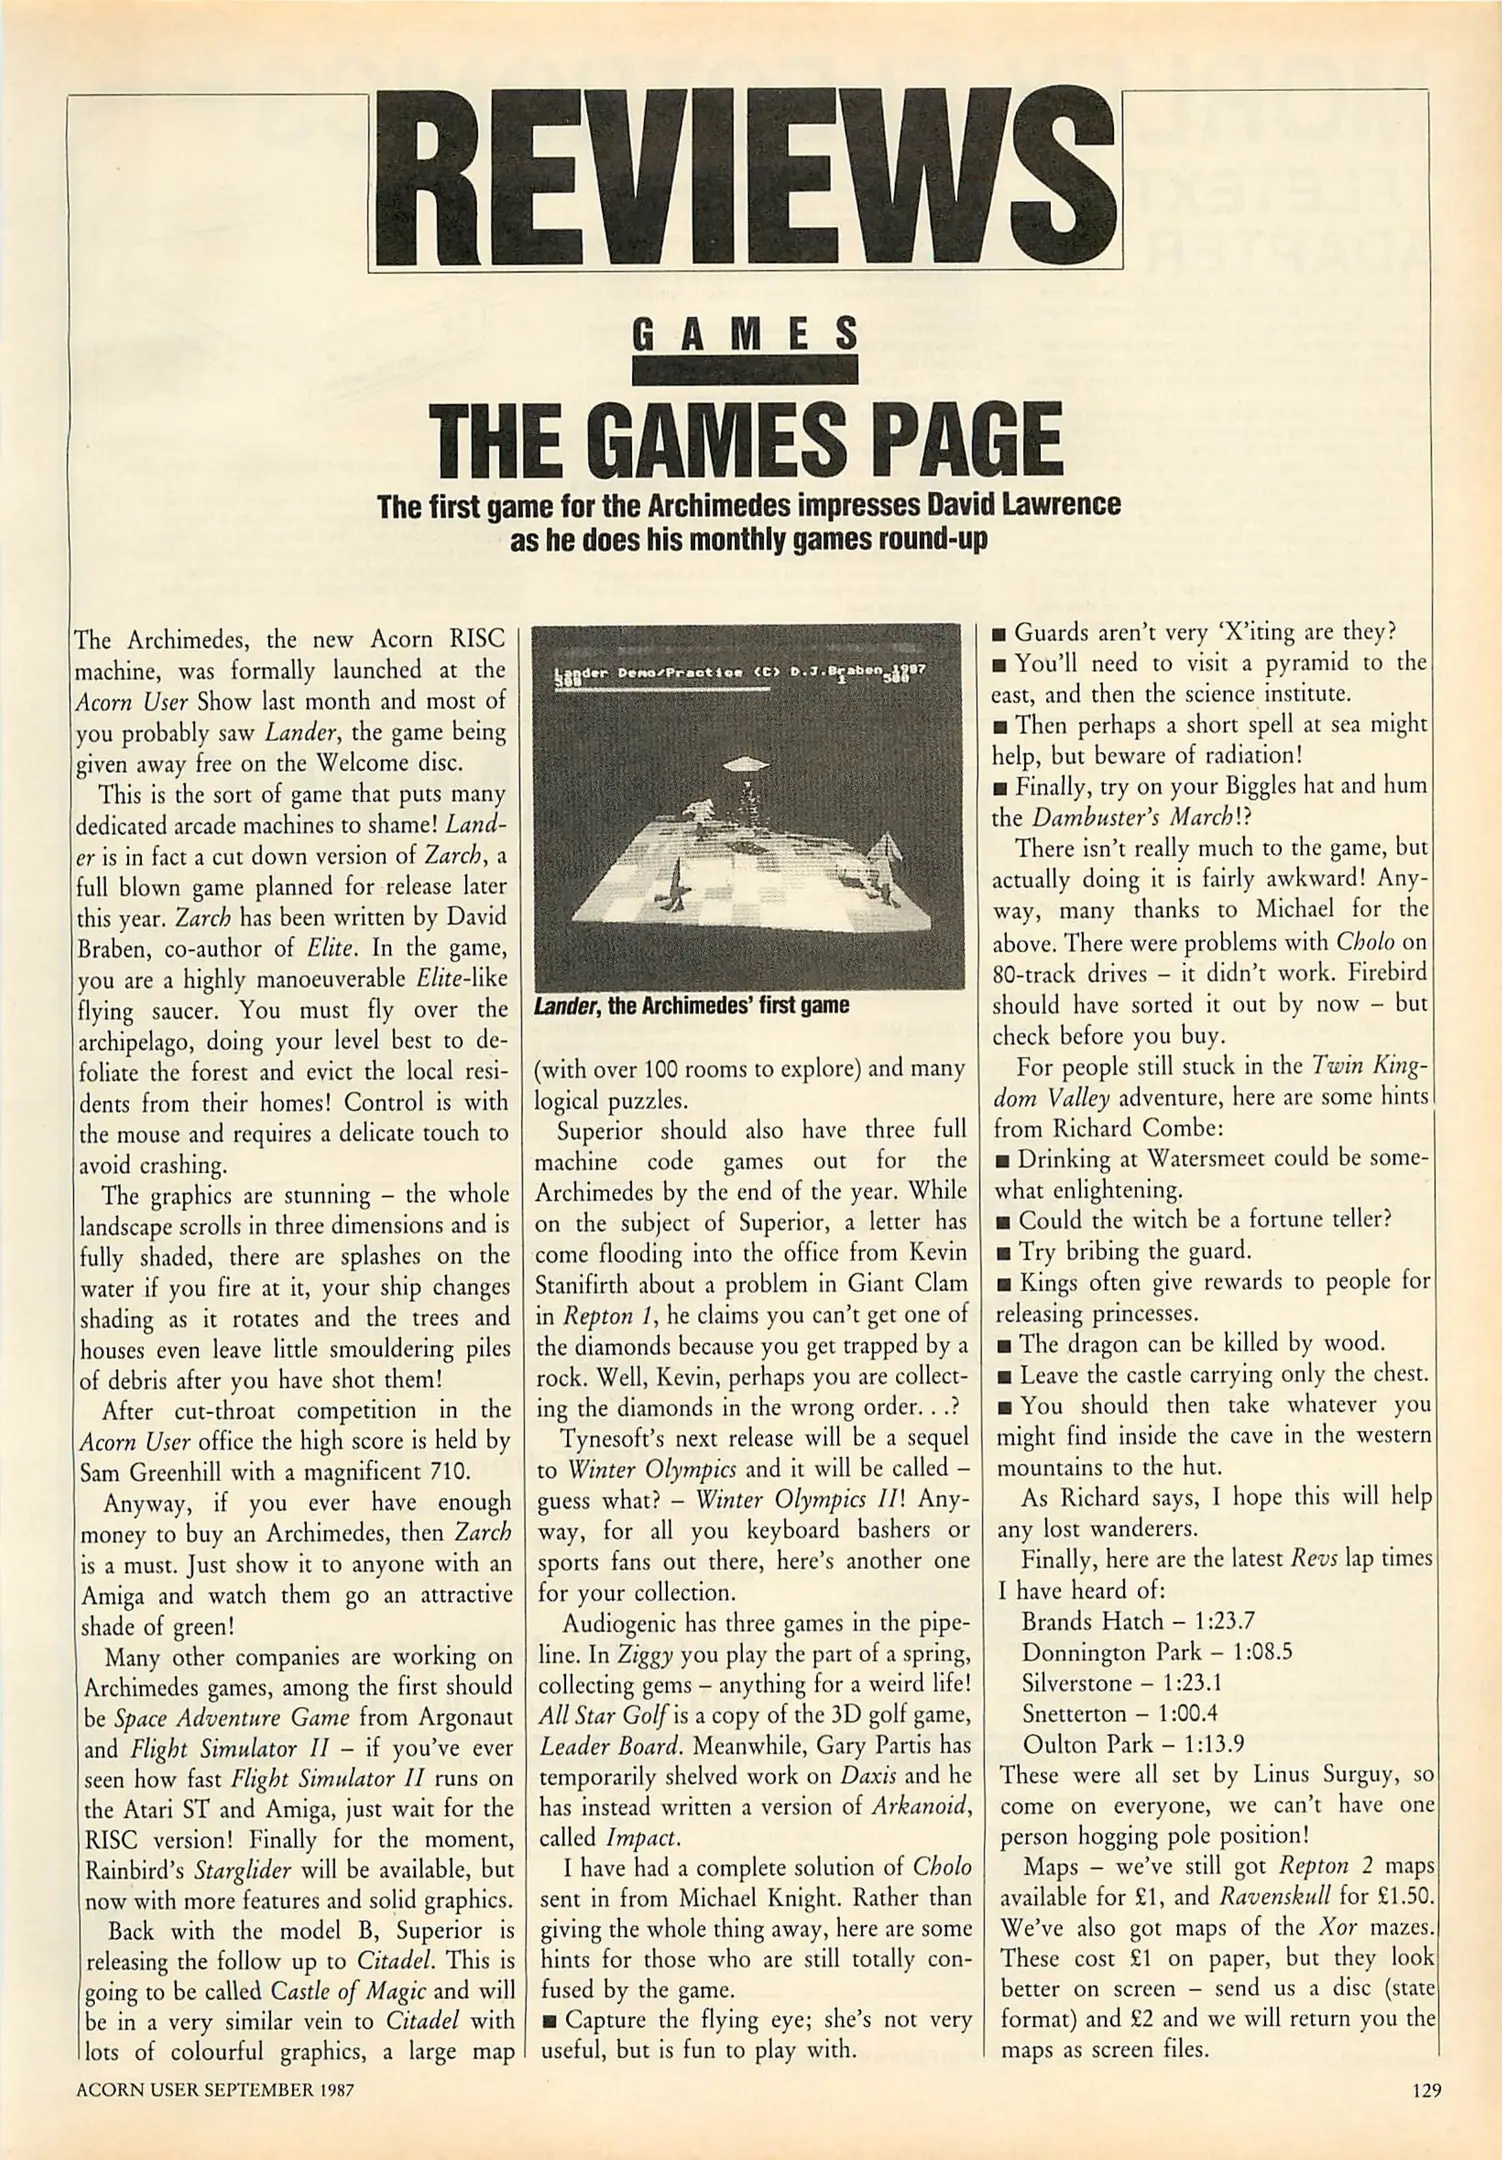 REVIEWS
GAMES
THE GAMES PAGE
The first game for the Archimedes impresses David Lawrence
as he does his monthly games round-up
The Archimedes, the new Acorn RISC
machine, was formally launched at the
Acorn User Show last month and most of
you probably saw Lander, the game being
given away free on the Welcome disc.
This is the sort of game that puts many
dedicated arcade machines to shame! Land-
er is in fact a cut down version of Zarch, a
full blown game planned for release later
this year. Zarch has been written by David
Braben, co-author of Elite. In the game,
you are a highly manoeuverable Elite-like
flying saucer. You must fly over the
archipelago, doing your level best to de-
foliate the forest and evict the local resi-
dents from their homes! Control is with
the mouse and requires a delicate touch to
avoid crashing.
The graphics are stunning – the whole
landscape scrolls in three dimensions and is
fully shaded, there are splashes on the
water if you fire at it, your ship changes
shading as it rotates and the trees and
houses even leave little smouldering piles
of debris after you have shot them!
After cut-throat competition in the
Acorn User office the high score is held by
Sam Greenhill with a magnificent 710.
Anyway, if you ever have enough
money to buy an Archimedes, then Zarch
is a must. Just show it to anyone with an
Amiga and watch them go an attractive
shade of green!
Many other companies are working on
Archimedes games, among the first should
be Space Adventure Game from Argonaut
and Flight Simulator II – if you've ever
seen how fast Flight Simulator II runs on
the Atari ST and Amiga, just wait for the
RISC version! Finally for the moment,
Rainbird's Starglider will be available, but
now with more features and solid graphics.
Back with the model B, Superior is
releasing the follow up to Citadel. This is
going to be called Castle of Magic and will
be in a very similar vein to Citadel with
lots of colourful graphics, a large map
Lander Demo/Practice (C) D.J.Braben 1987
500 1 500
Lander, the Archimedes' first game
(with over 100 rooms to explore) and many
logical puzzles.
Superior should also have three full
machine code games out for the
Archimedes by the end of the year. While
on the subject of Superior, a letter has
come flooding into the office from Kevin
Stanifirth about a problem in Giant Clam
in Repton 1, he claims you can't get one of
the diamonds because you get trapped by a
rock. Well, Kevin, perhaps you are collect-
ing the diamonds in the wrong order. . .?
Tynesoft's next release will be a sequel
to Winter Olympics and it will be called –
guess what? – Winter Olympics II! Any-
way, for all you keyboard bashers or
sports fans out there, here's another one
for your collection.
Audiogenic has three games in the pipe-
line. In Ziggy you play the part of a spring,
collecting gems – anything for a weird life!
All Star Golf is a copy of the 3D golf game,
Leader Board. Meanwhile, Gary Partis has
temporarily shelved work on Daxis and he
has instead written a version of Arkanoid,
called Impact.
I have had a complete solution of Cholo
sent in from Michael Knight. Rather than
giving the whole thing away, here are some
hints for those who are still totally con-
fused by the game.
■ Capture the flying eye; she's not very
useful, but is fun to play with.
■ Guards aren't very 'X'iting are they?
■ You'll need to visit a pyramid to the
east, and then the science institute.
■ Then perhaps a short spell at sea might
help, but beware of radiation!
■ Finally, try on your Biggles hat and hum
the Dambuster's March!?
There isn't really much to the game, but
actually doing it is fairly awkward! Any-
way, many thanks to Michael for the
above. There were problems with Cholo on
80-track drives – it didn't work. Firebird
should have sorted it out by now – but
check before you buy.
For people still stuck in the Twin King-
dom Valley adventure, here are some hints
from Richard Combe:
■ Drinking at Watersmeet could be some-
what enlightening.
■ Could the witch be a fortune teller?
■ Try bribing the guard.
■ Kings often give rewards to people for
releasing princesses.
■ The dragon can be killed by wood.
■ Leave the castle carrying only the chest.
■ You should then take whatever you
might find inside the cave in the western
mountains to the hut.
As Richard says, I hope this will help
any lost wanderers.
Finally, here are the latest Revs lap times
I have heard of:
Brands Hatch – 1:23.7
Donnington Park – 1:08.5
Silverstone – 1:23.1
Snetterton – 1:00.4
Oulton Park – 1:13.9
These were all set by Linus Surguy, so
come on everyone, we can't have one
person hogging pole position!
Maps – we've still got Repton 2 maps
available for £1, and Ravenskull for £1.50.
We've also got maps of the Xor mazes.
These cost £1 on paper, but they look
better on screen – send us a disc (state
format) and £2 and we will return you the
maps as screen files.
ACORN USER SEPTEMBER 1987
129